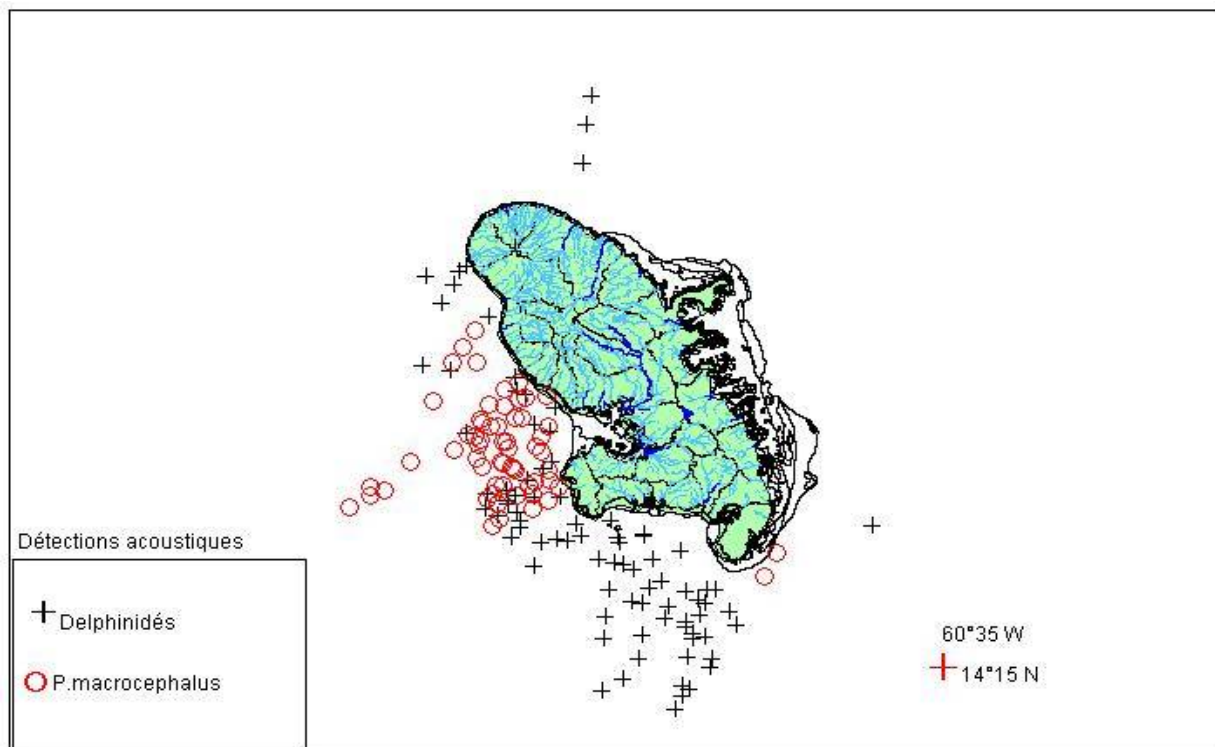 Détections acoustiques
Delphinidés
P.macrocephalus
60°35 W
14°15 N